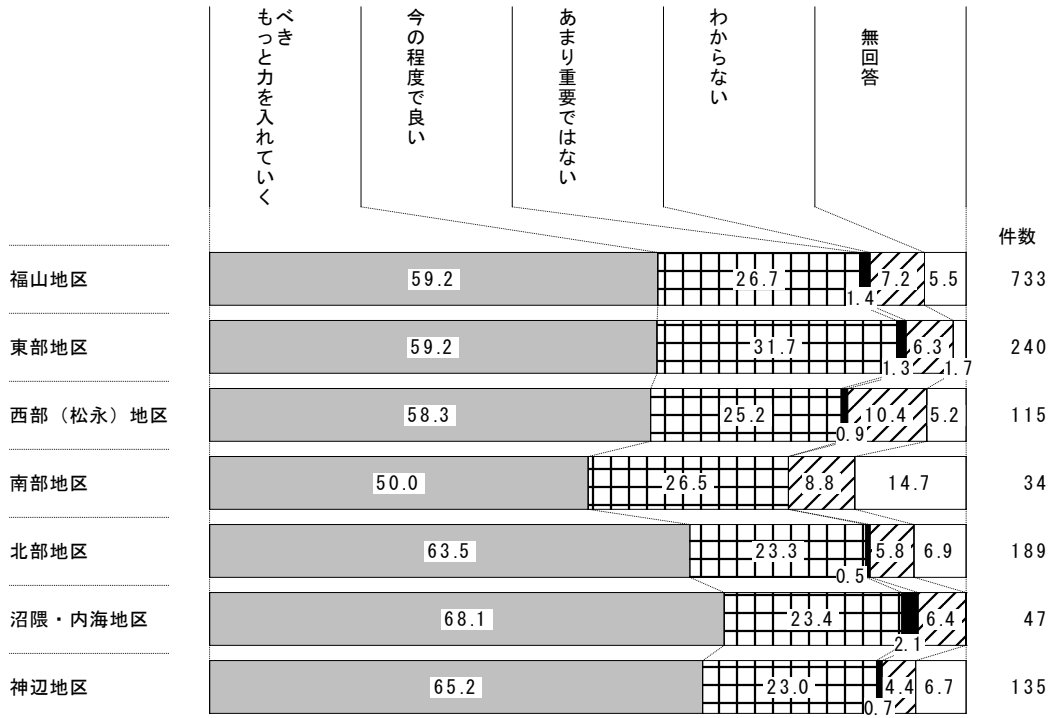 もっと力を入れていく
べき
今の程度で良い
あまり重要ではない
わからない
無回答
件数
福山地区 59.2 26.7 1.4 7.2 5.5 733
東部地区 59.2 31.7 1.3 6.3 1.7 240
西部（松永）地区 58.3 25.2 0.9 10.4 5.2 115
南部地区 50.0 26.5 8.8 14.7 34
北部地区 63.5 23.3 0.5 5.8 6.9 189
沼隈・内海地区 68.1 23.4 2.1 6.4 47
神辺地区 65.2 23.0 0.7 4.4 6.7 135